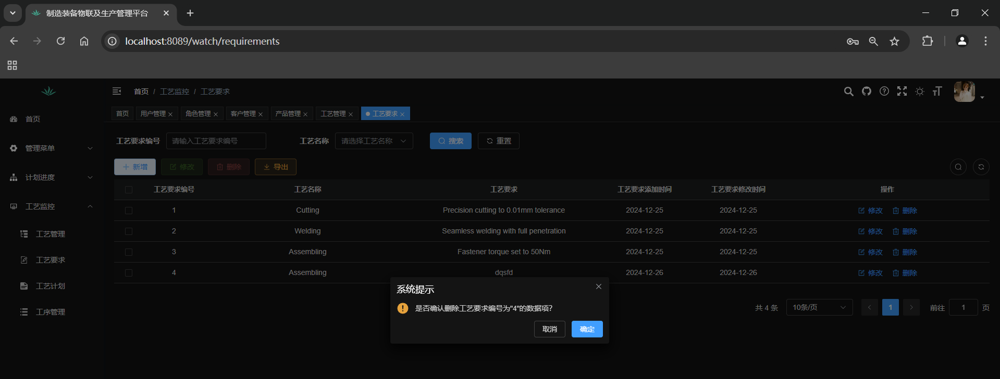 制造装备物联及生产管理平台
localhost:8089/watch/requirements
首页 / 工艺监控 / 工艺要求
首页 用户管理 角色管理 客户管理 产品管理 工艺管理 工艺要求
首页
管理菜单
计划进度
工艺监控
工艺管理
工艺要求
工艺计划
工序管理
工艺要求编号 请输入工艺要求编号 工艺名称 请选择工艺名称 搜索 重置
新增 修改 删除 导出
工艺要求编号 工艺名称 工艺要求 工艺要求添加时间 工艺要求修改时间 操作
1 Cutting Precision cutting to 0.01mm tolerance 2024-12-25 2024-12-25 修改 删除
2 Welding Seamless welding with full penetration 2024-12-25 2024-12-25 修改 删除
3 Assembling Fastener torque set to 50Nm 2024-12-25 2024-12-25 修改 删除
4 Assembling dqsfd 2024-12-26 2024-12-26 修改 删除
系统提示
是否确认删除工艺要求编号为"4"的数据项?
取消 确定
共 4 条 10条/页 1 前往 1 页